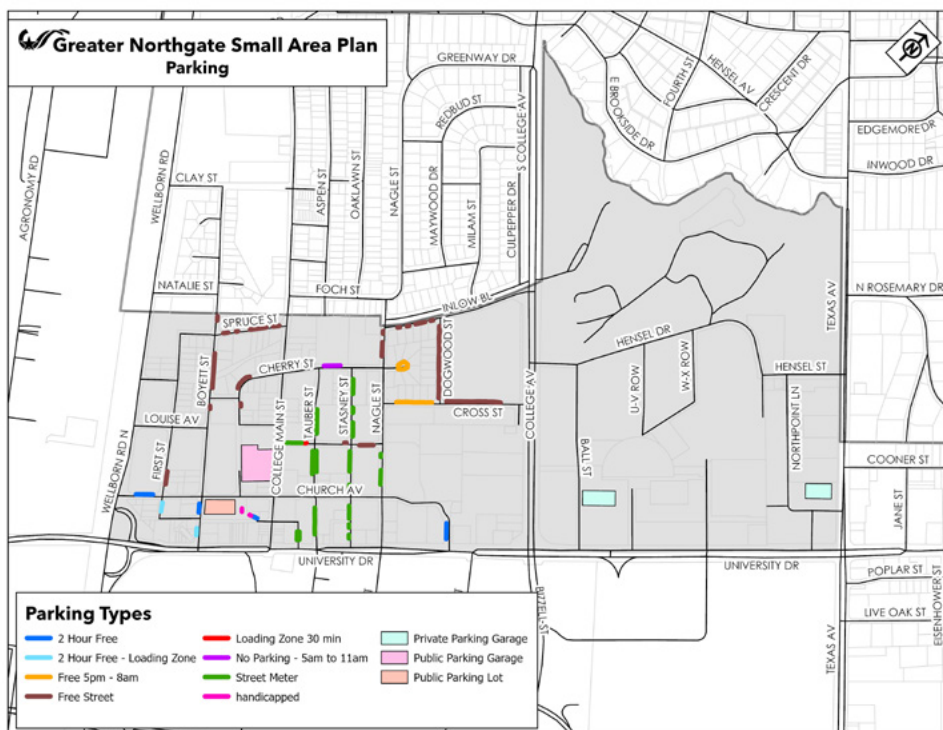 Greater Northgate Small Area Plan
Parking
N
GREENWAY DR
REDBUD ST
S COLLEGE AV
E BROOKSIDE DR
FOURTH ST
HENSEL AV
CRESCENT DR
EDGEMORE DR
INWOOD DR
AGRONOMY RD
WELLBORN RD
CLAY ST
ASPEN ST
OAKLAWN ST
NAGLE ST
MAYWOOD DR
MILAM ST
CULPEPPER DR
NATALIE ST
FOCH ST
INLOW BL
TEXAS AV
N ROSEMARY DR
SPRUCE ST
HENSEL DR
DOGWOOD ST
CHERRY ST
BOYETT ST
TAUBER ST
STASNEY ST
NAGLE ST
U-V ROW
W-X ROW
HENSEL ST
CROSS ST
COLLEGE AV
NORTHPOINT LN
LOUISE AV
COLLEGE MAIN ST
WELLBORN RD N
FIRST ST
BALL ST
COONER ST
CHURCH AV
JANE ST
UNIVERSITY DR
UNIVERSITY DR
POPLAR ST
EISENHOWER ST
BIZZELL-ST
LIVE OAK ST
TEXAS AV
Parking Types
2 Hour Free
2 Hour Free - Loading Zone
Free 5pm - 8am
Free Street
Loading Zone 30 min
No Parking - 5am to 11am
Street Meter
handicapped
Private Parking Garage
Public Parking Garage
Public Parking Lot